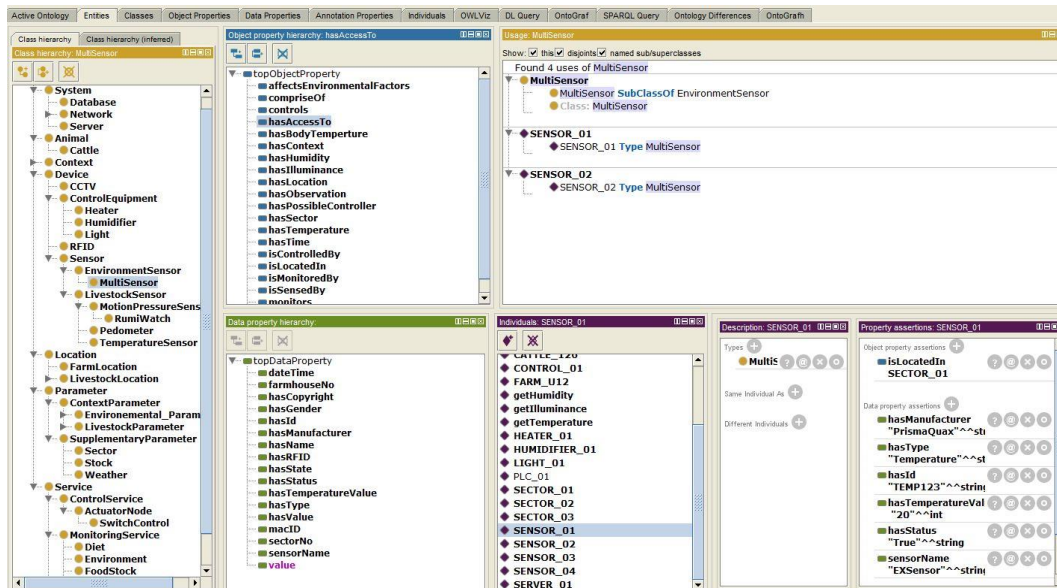 Active Ontology Entities Classes Object Properties Data Properties Annotation Properties Individuals OWLViz DL Query OntoGraf SPARQL Query Ontology Differences OntoGrafh
Class hierarchy Class hierarchy (inferred)
Class hierarchy: MultiSensor
System
Database
Network
Server
Animal
Cattle
Context
Device
CCTV
ControlEquipment
Heater
Humidifier
Light
RFID
Sensor
EnvironmentSensor
MultiSensor
LivestockSensor
MotionPressureSens
RumiWatch
Pedometer
TemperatureSensor
Location
FarmLocation
LivestockLocation
Parameter
ContextParameter
Environemental_Param
LivestockParameter
SupplementaryParameter
Sector
Stock
Weather
Service
ControlService
ActuatorNode
SwitchControl
MonitoringService
Diet
Environment
FoodStock
Object property hierarchy: hasAccessTo
topObjectProperty
affectsEnvironmentalFactors
compriseOf
controls
hasAccessTo
hasBodyTemperture
hasContext
hasHumidity
hasIlluminance
hasLocation
hasObservation
hasPossibleController
hasSector
hasTemperature
hasTime
isControlledBy
isLocatedIn
isMonitoredBy
isSensedBy
monitors
Usage: MultiSensor
Show: this disjoints named sub/superclasses
Found 4 uses of MultiSensor
MultiSensor
MultiSensor SubClassOf EnvironmentSensor
Class: MultiSensor
SENSOR_01
SENSOR_01 Type MultiSensor
SENSOR_02
SENSOR_02 Type MultiSensor
Data property hierarchy:
topDataProperty
dateTime
farmhouseNo
hasCopyright
hasGender
hasId
hasManufacturer
hasName
hasRFID
hasState
hasStatus
hasTemperatureValue
hasType
hasValue
macID
sectorNo
sensorName
value
Individuals: SENSOR_01
CATTLE_120
CONTROL_01
FARM_U12
getHumidity
getIlluminance
getTemperature
HEATER_01
HUMIDIFIER_01
LIGHT_01
PLC_01
SECTOR_01
SECTOR_02
SECTOR_03
SENSOR_01
SENSOR_02
SENSOR_03
SENSOR_04
SERVER_01
Description: SENSOR_01
Types
MultiS
Same Individual As
Different Individuals
Property assertions: SENSOR_01
Object property assertions
isLocatedIn
SECTOR_01
Data property assertions
hasManufacturer
"PrismaQuax"^^stri
hasType
"Temperature"^^st
hasId
"TEMP123"^^string
hasTemperatureVal
"20"^^int
hasStatus
"True"^^string
sensorName
"EXSensor"^^string